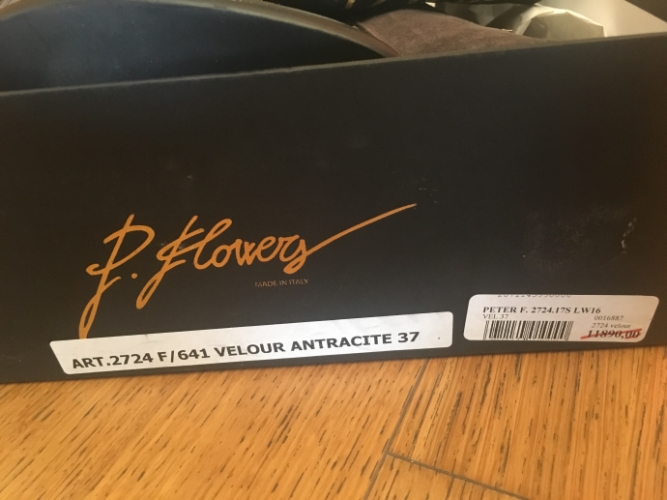 P. Flowers
MADE IN ITALY
ART.2724 F/641 VELOUR ANTRACITE 37
PETER F. 2724.17S LW16
VEL 37 0016887
2724 velour
11890,00